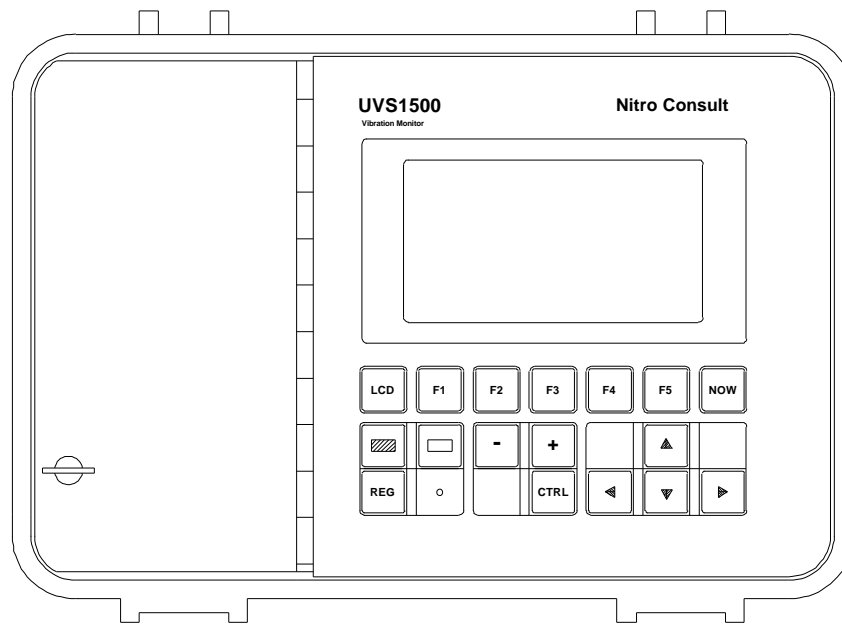 UVS1500 Nitro Consult
Vibration Monitor
LCD F1 F2 F3 F4 F5 NOW
- +
REG CTRL